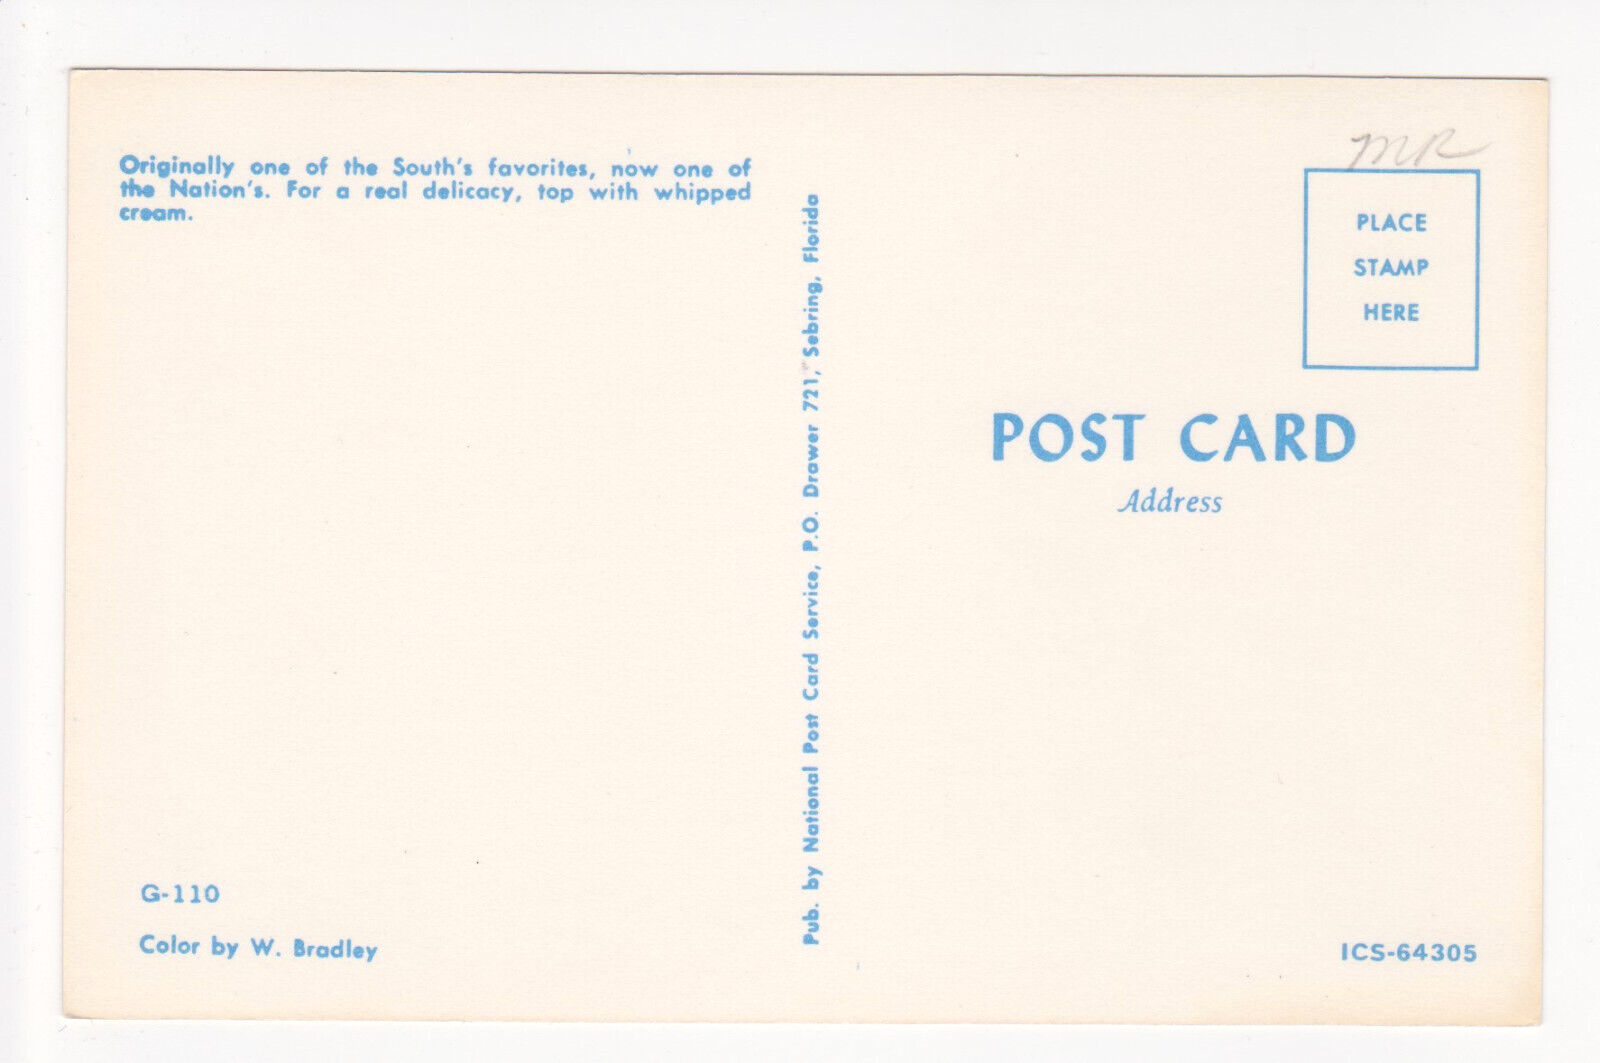 Originally one of the South's favorites, now one of
the Nation's. For a real delicacy, top with whipped
cream.
G-110
Color by W. Bradley
Pub. by National Post Card Service, P.O. Drawer 721, Sebring, Florida
MR
PLACE
STAMP
HERE
POST CARD
Address
ICS-64305